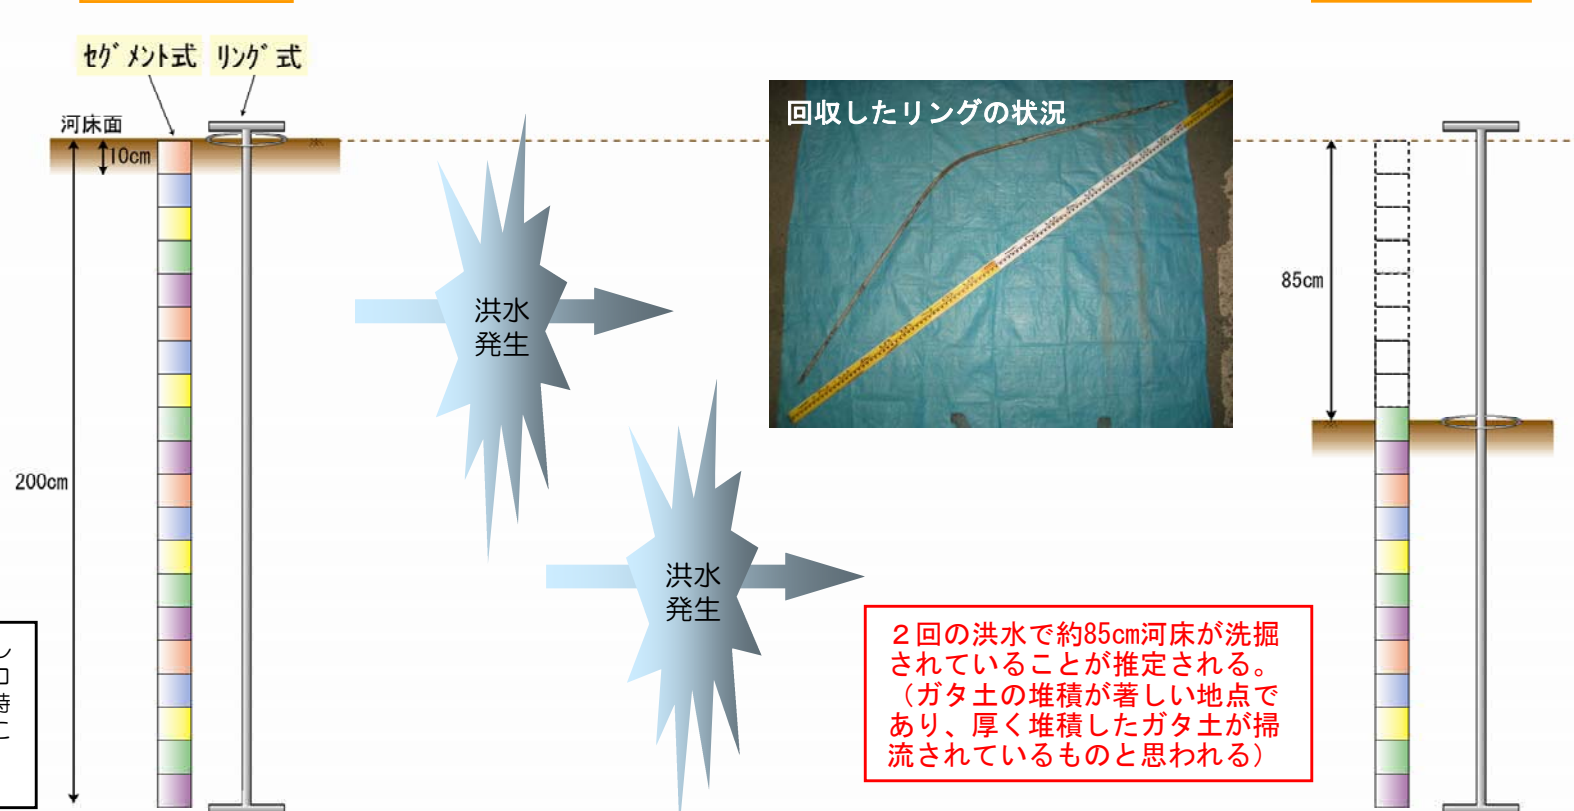 セグメント式 リング式
河床面
10cm
200cm
洪水
発生
洪水
発生
回収したリングの状況
85cm
２回の洪水で約85cm河床が洗掘
されていることが推定される。
（ガタ土の堆積が著しい地点で
あり、厚く堆積したガタ土が掃
流されているものと思われる）